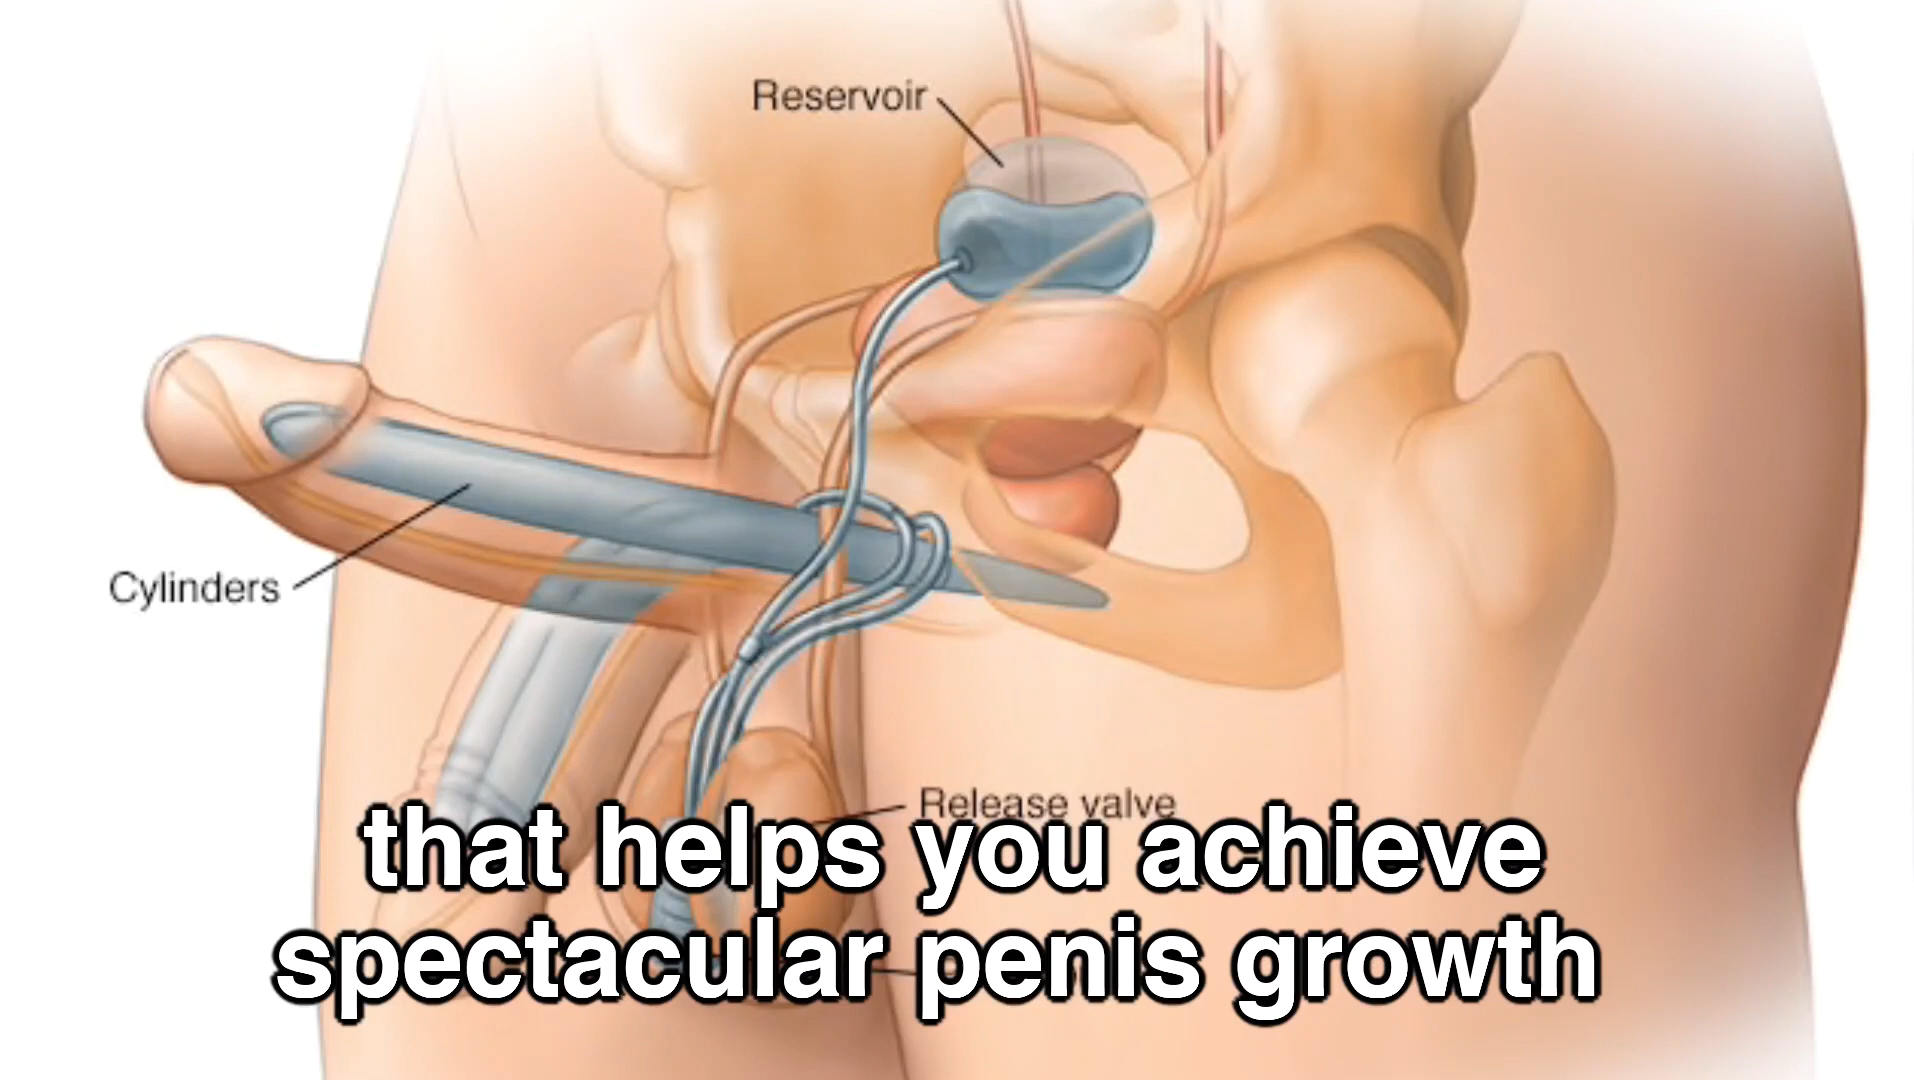 Reservoir
Cylinders
Release valve
that helps you achieve
spectacular penis growth